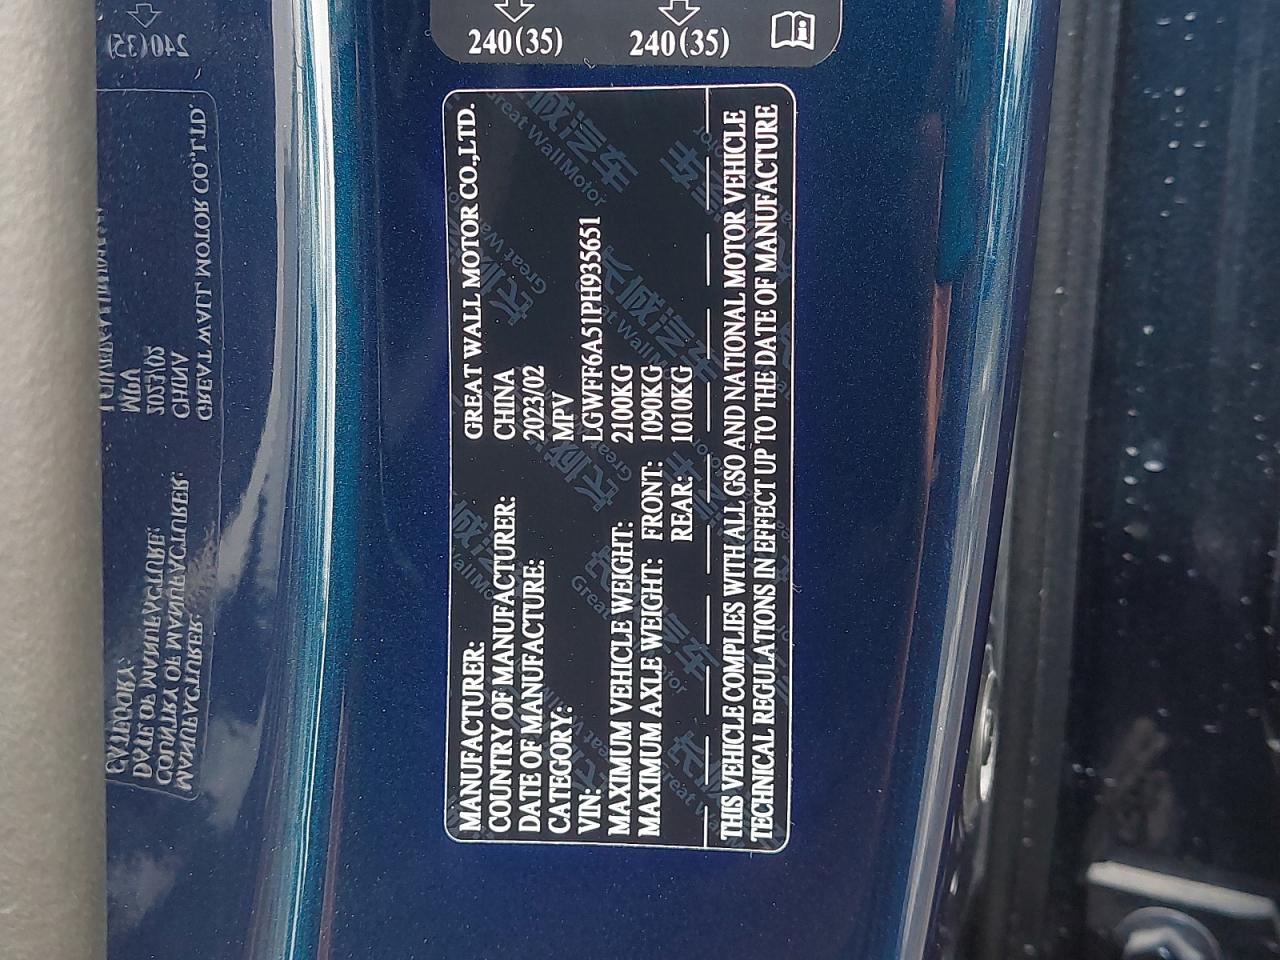 240(35) 240(35)
MANUFACTURER: GREAT WALL MOTOR CO.,LTD.
COUNTRY OF MANUFACTURER: CHINA
DATE OF MANUFACTURE: 2023/02
CATEGORY: MPV
VIN: LGWFF6A51PH935651
MAXIMUM VEHICLE WEIGHT: 2100KG
MAXIMUM AXLE WEIGHT: FRONT: 1090KG
REAR: 1010KG
THIS VEHICLE COMPLIES WITH ALL GSO AND NATIONAL MOTOR VEHICLE
TECHNICAL REGULATIONS IN EFFECT UP TO THE DATE OF MANUFACTURE
长城汽车
Great Wall Motor